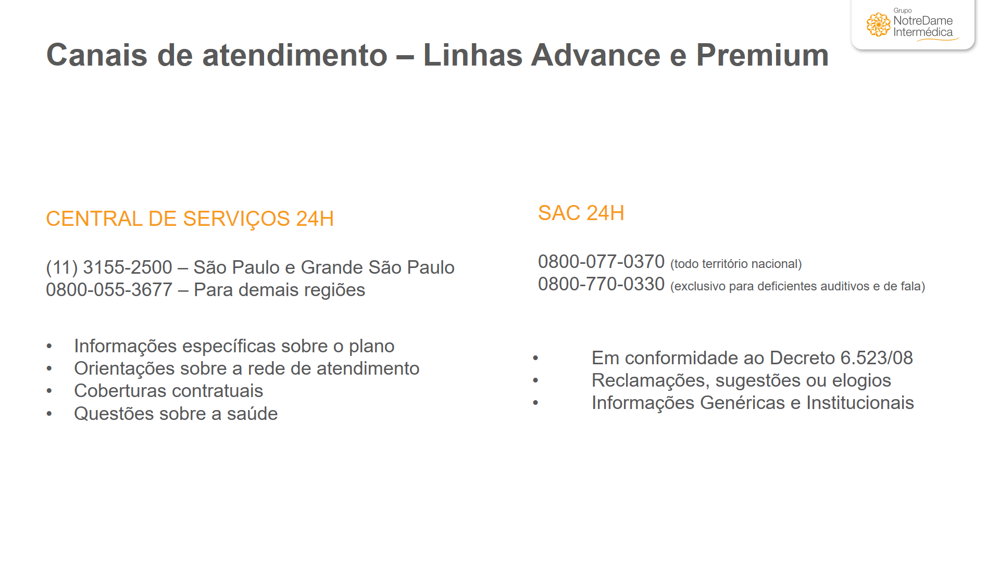 Grupo
NotreDame
Intermédica
Canais de atendimento – Linhas Advance e Premium
CENTRAL DE SERVIÇOS 24H
(11) 3155-2500 – São Paulo e Grande São Paulo
0800-055-3677 – Para demais regiões
• Informações específicas sobre o plano
• Orientações sobre a rede de atendimento
• Coberturas contratuais
• Questões sobre a saúde
SAC 24H
0800-077-0370 (todo território nacional)
0800-770-0330 (exclusivo para deficientes auditivos e de fala)
• Em conformidade ao Decreto 6.523/08
• Reclamações, sugestões ou elogios
• Informações Genéricas e Institucionais